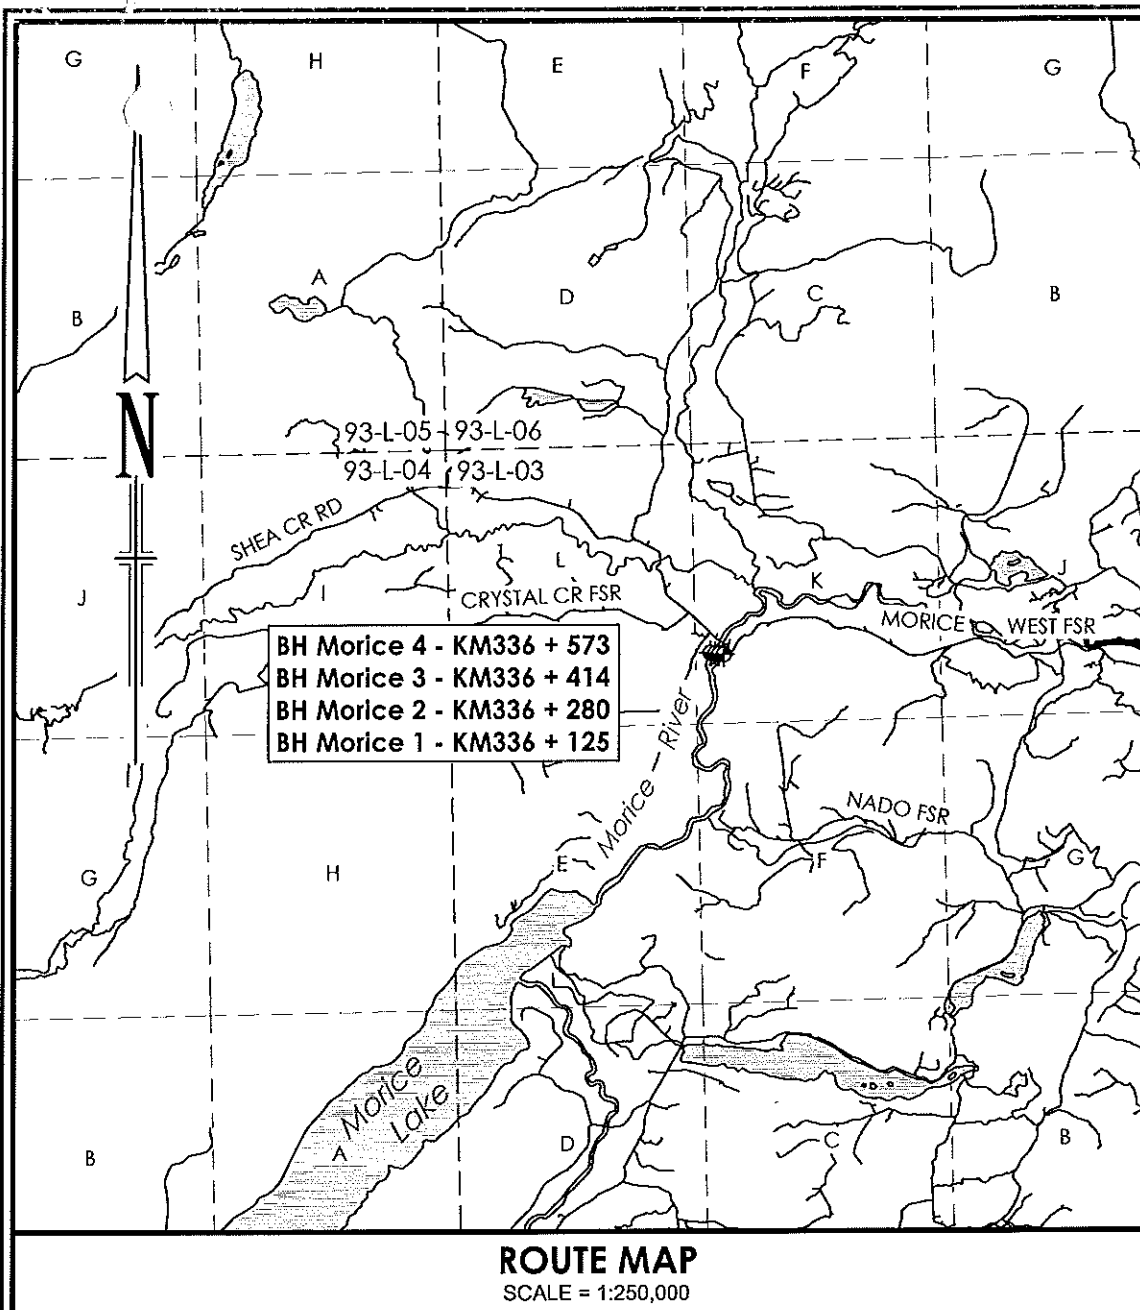 G
H
E
F
G
A
B
D
C
B
N
93-L-05 93-L-06
93-L-04 93-L-03
SHEA CR RD
J
I
L
K
J
CRYSTAL CR FSR
MORICE WEST FSR
BH Morice 4 - KM336 + 573
BH Morice 3 - KM336 + 414
BH Morice 2 - KM336 + 280
BH Morice 1 - KM336 + 125
Morice River
NADO FSR
G
H
E
F
G
Morice
Lake
B
A
D
C
B
ROUTE MAP
SCALE = 1:250,000